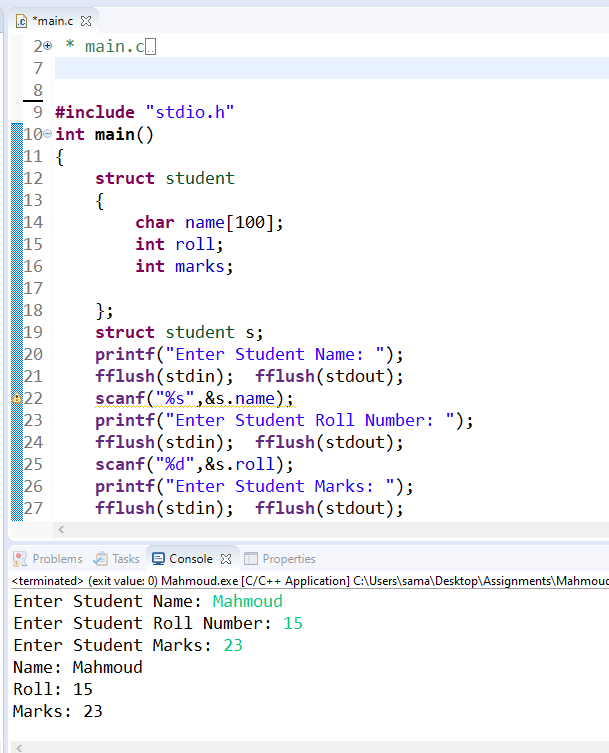 *main.c
2 * main.c
7
8
9 #include "stdio.h"
10 int main()
11 {
12     struct student
13     {
14         char name[100];
15         int roll;
16         int marks;
17
18     };
19     struct student s;
20     printf("Enter Student Name: ");
21     fflush(stdin);  fflush(stdout);
22     scanf("%s",&s.name);
23     printf("Enter Student Roll Number: ");
24     fflush(stdin);  fflush(stdout);
25     scanf("%d",&s.roll);
26     printf("Enter Student Marks: ");
27     fflush(stdin);  fflush(stdout);
Problems Tasks Console Properties
<terminated> (exit value: 0) Mahmoud.exe [C/C++ Application] C:\Users\sama\Desktop\Assignments\Mahmoud
Enter Student Name: Mahmoud
Enter Student Roll Number: 15
Enter Student Marks: 23
Name: Mahmoud
Roll: 15
Marks: 23